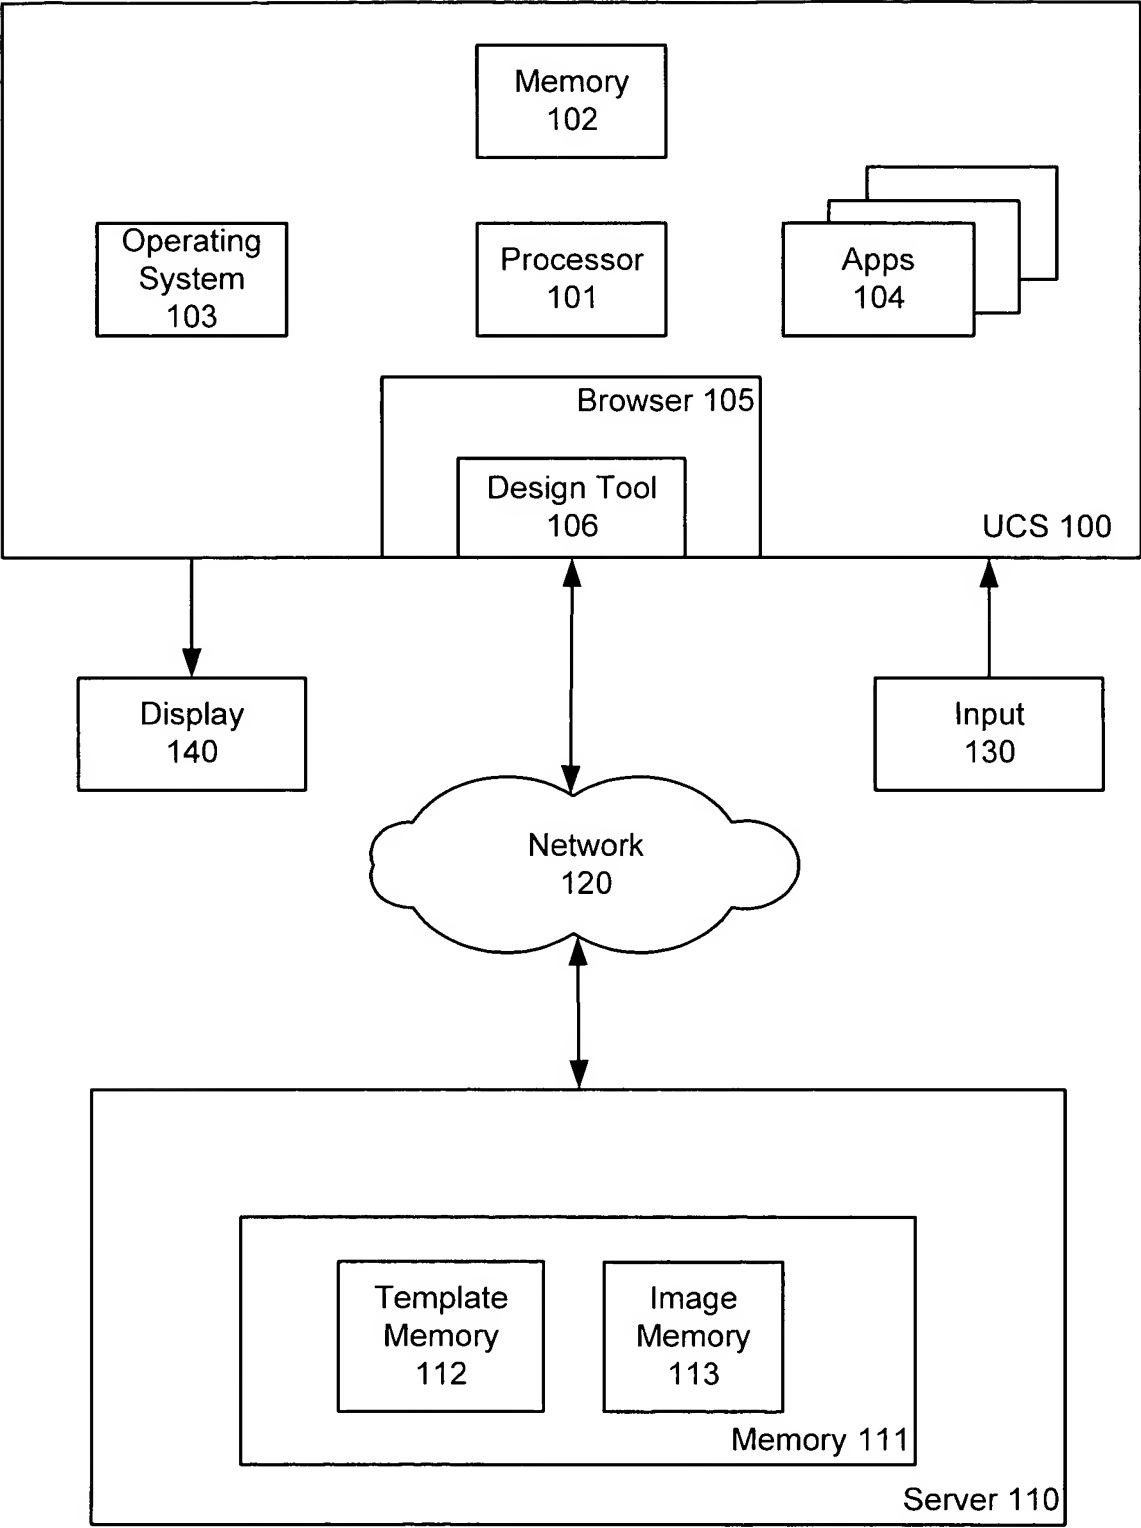 Memory
102
Operating
System
103
Processor
101
Apps
104
Browser 105
Design Tool
106
UCS 100
Display
140
Input
130
Network
120
Template
Memory
112
Image
Memory
113
Memory 111
Server 110